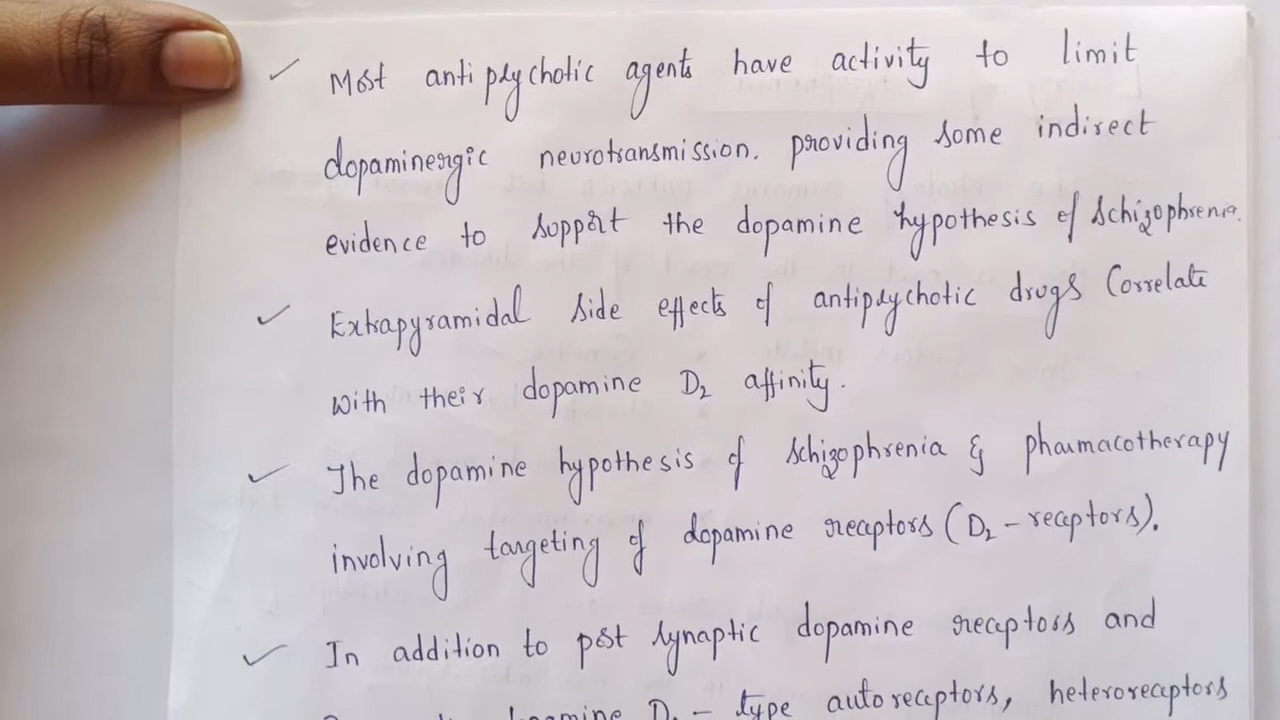 ✓ Most antipsychotic agents have activity to limit
dopaminergic neurotransmission. providing some indirect
evidence to support the dopamine hypothesis of schizophrenia.
✓ Extrapyramidal side effects of antipsychotic drugs Correlate
with their dopamine D₂ affinity.
✓ The dopamine hypothesis of schizophrenia & pharmacotherapy
involving targeting of dopamine receptors (D₂ - receptors).
✓ In addition to post synaptic dopamine receptors and
D₂ - type autoreceptors, heteroreceptors